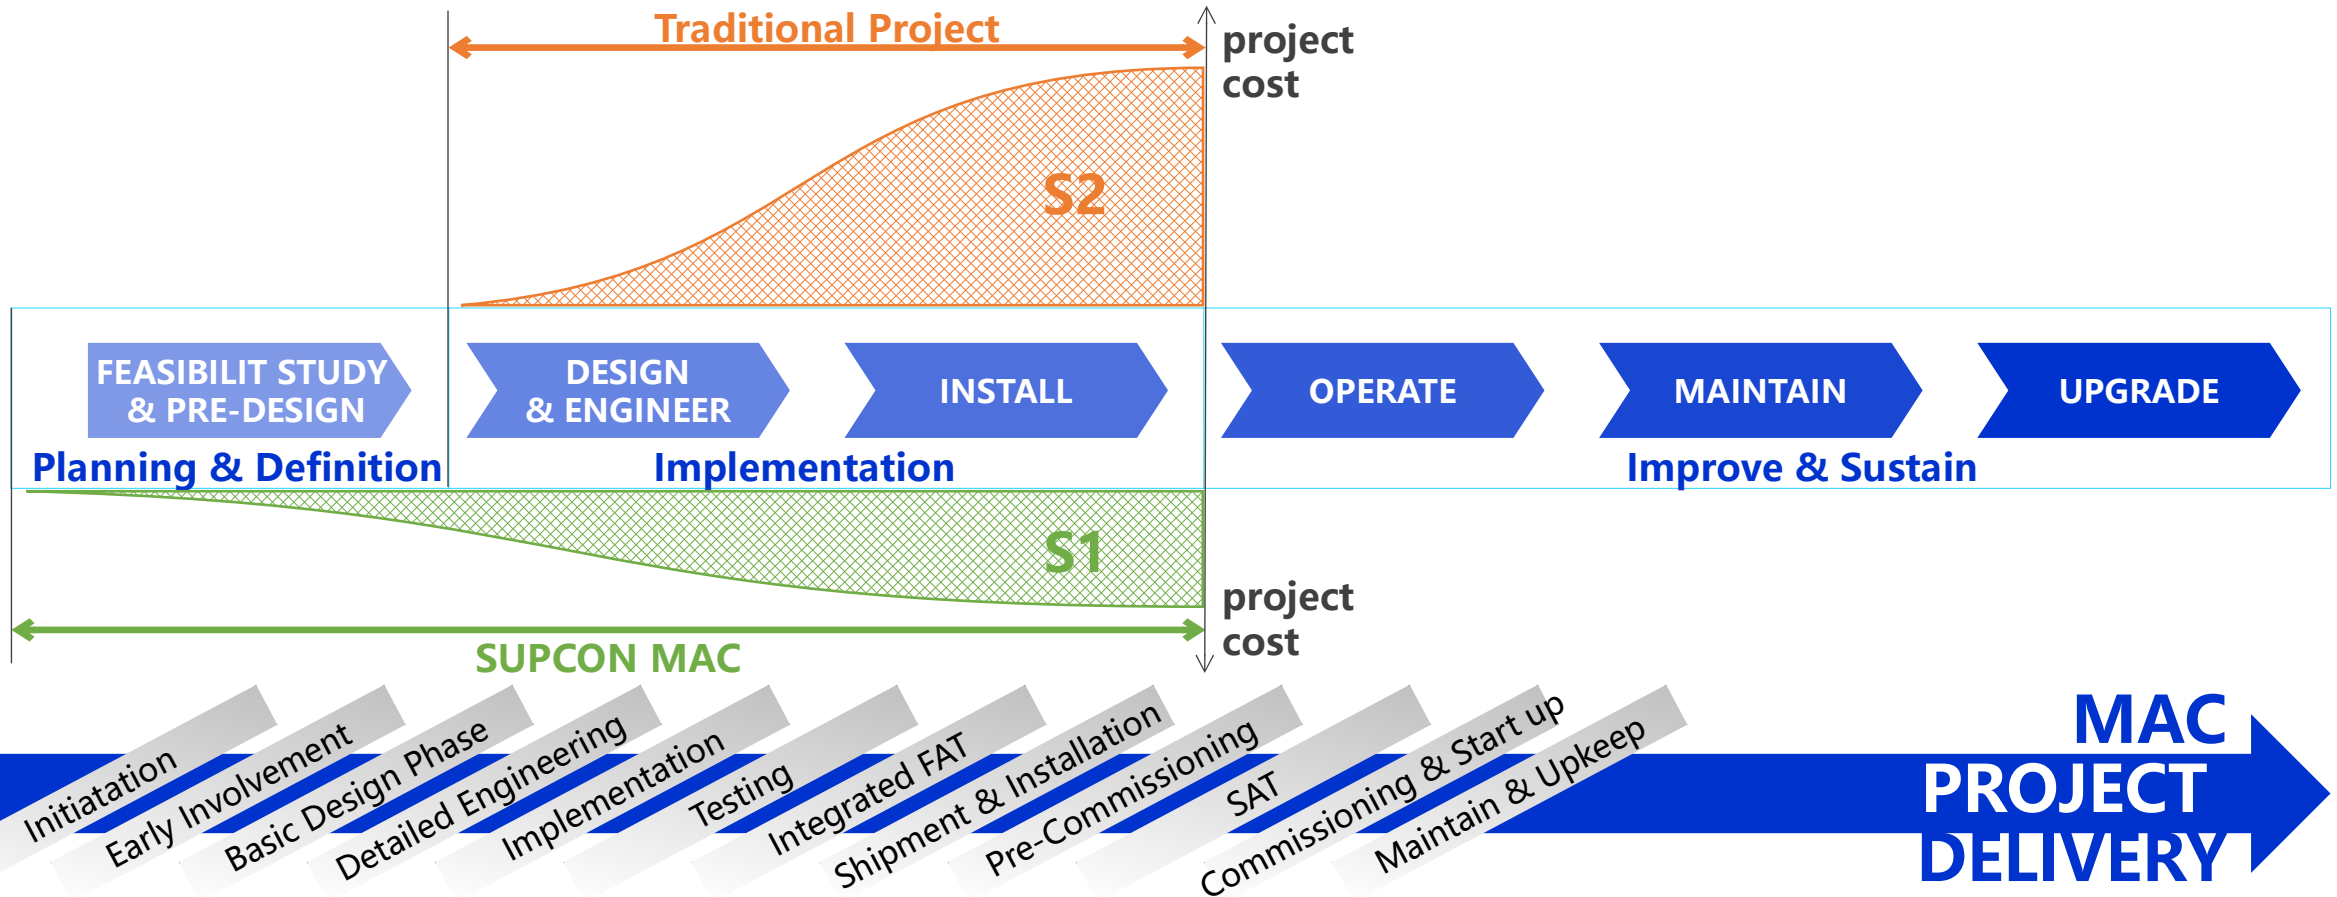 Traditional Project
project
cost
S2
FEASIBILIT STUDY
& PRE-DESIGN
DESIGN
& ENGINEER
INSTALL
OPERATE
MAINTAIN
UPGRADE
Planning & Definition
Implementation
Improve & Sustain
S1
project
cost
SUPCON MAC
Initiatation
Early Involvement
Basic Design Phase
Detailed Engineering
Implementation
Testing
Integrated FAT
Shipment & Installation
Pre-Commissioning
SAT
Commissioning & Start up
Maintain & Upkeep
MAC
PROJECT
DELIVERY